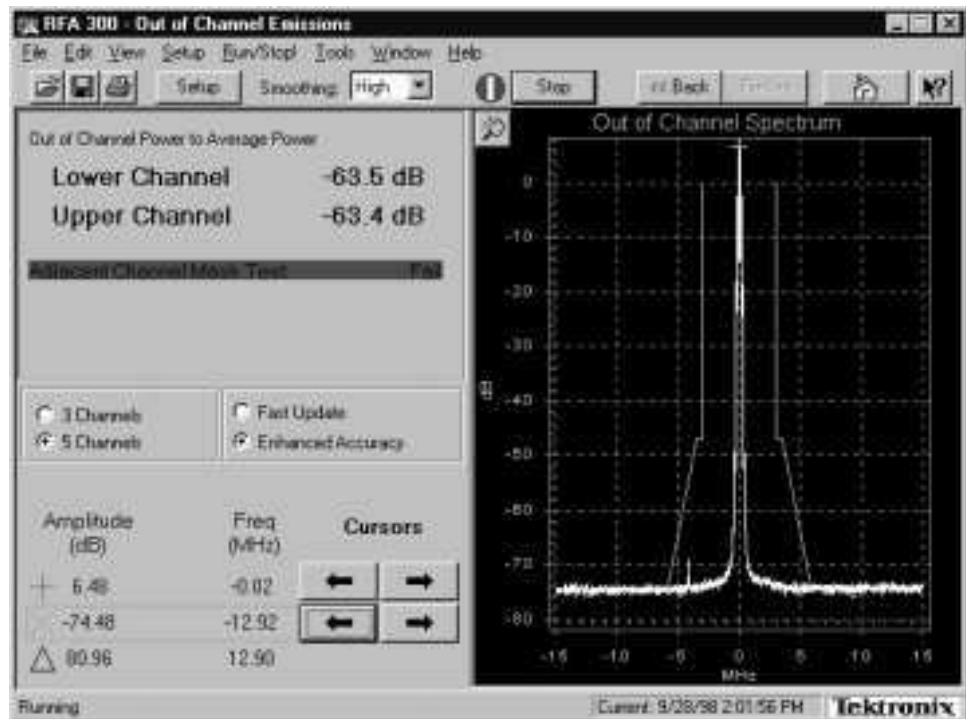 RFA 300 - Out of Channel Emissions
File Edit View Setup Run/Stop! Tools Window Help
Setup Smoothing: High Stop << Back
Out of Channel Power to Average Power
Lower Channel -63.5 dB
Upper Channel -63.4 dB
Adjacent Channel Mask Test Fail
3 Channels
5 Channels
Fast Update
Enhanced Accuracy
Amplitude (dB) Freq (MHz) Cursors
6.48 -0.02
-74.48 -12.92
80.96 12.90
Out of Channel Spectrum
0
-10
-20
-30
-40
-50
-60
-70
-80
dB
-15 -10 -5 0 5 10 15
MHz
Running Current: 9/28/98 2:01:56 PM Tektronix